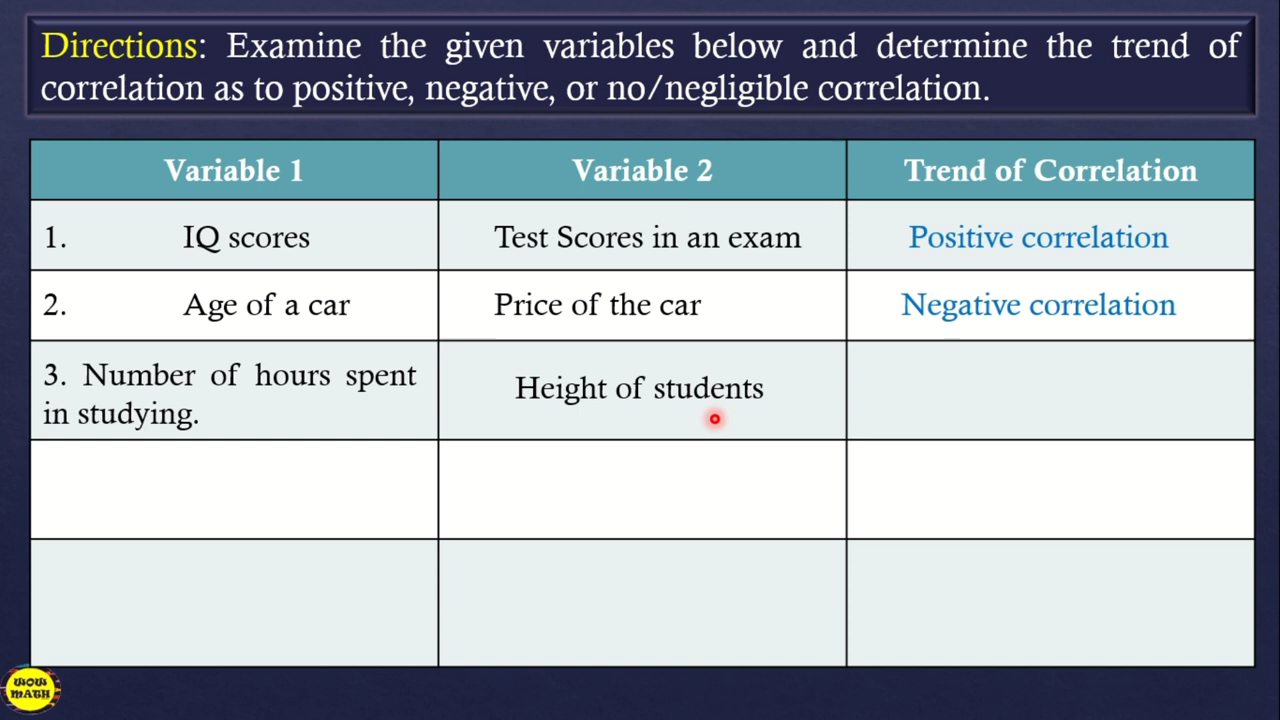 Directions: Examine the given variables below and determine the trend of
correlation as to positive, negative, or no/negligible correlation.
Variable 1 Variable 2 Trend of Correlation
1. IQ scores Test Scores in an exam Positive correlation
2. Age of a car Price of the car Negative correlation
3. Number of hours spent
in studying.
Height of students
WOW
MATH